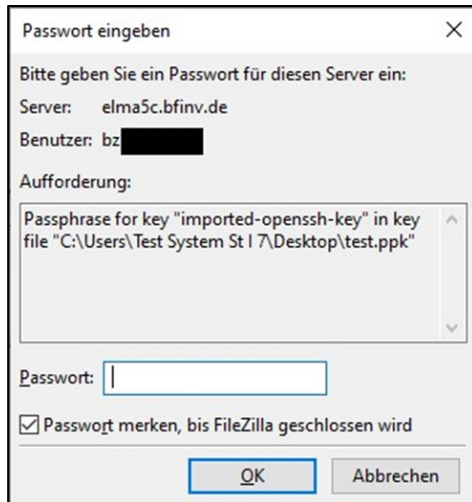 Passwort eingeben
Bitte geben Sie ein Passwort für diesen Server ein:
Server: elma5c.bfinv.de
Benutzer: bz
Aufforderung:
Passphrase for key "imported-openssh-key" in key
file "C:\Users\Test System St I 7\Desktop\test.ppk"
Passwort:
Passwort merken, bis FileZilla geschlossen wird
OK Abbrechen